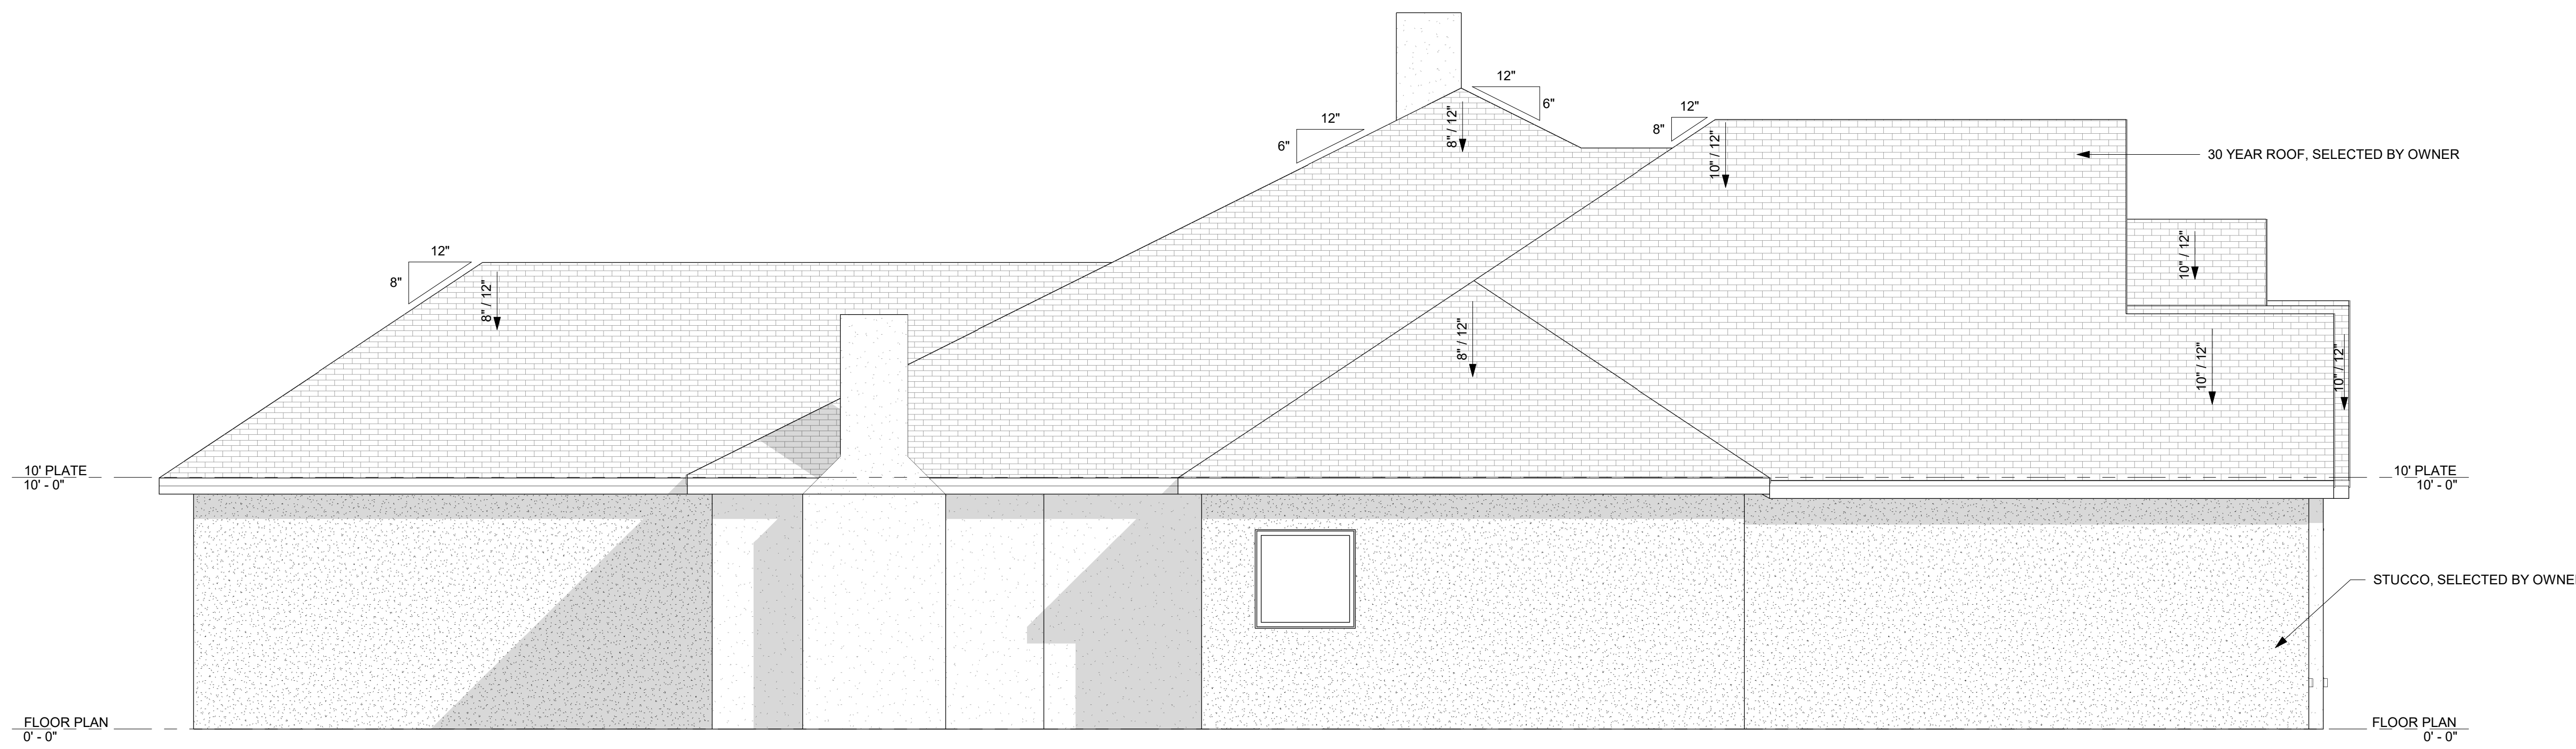 12"
6"
12"
6"
12"
8"
8" / 12"
10" / 12"
30 YEAR ROOF, SELECTED BY OWNER
12"
8"
8" / 12"
10" / 12"
8" / 12"
10" / 12"
10" / 12"
10' PLATE
10' - 0"
10' PLATE
10' - 0"
STUCCO, SELECTED BY OWNE
FLOOR PLAN
0' - 0"
FLOOR PLAN
0' - 0"